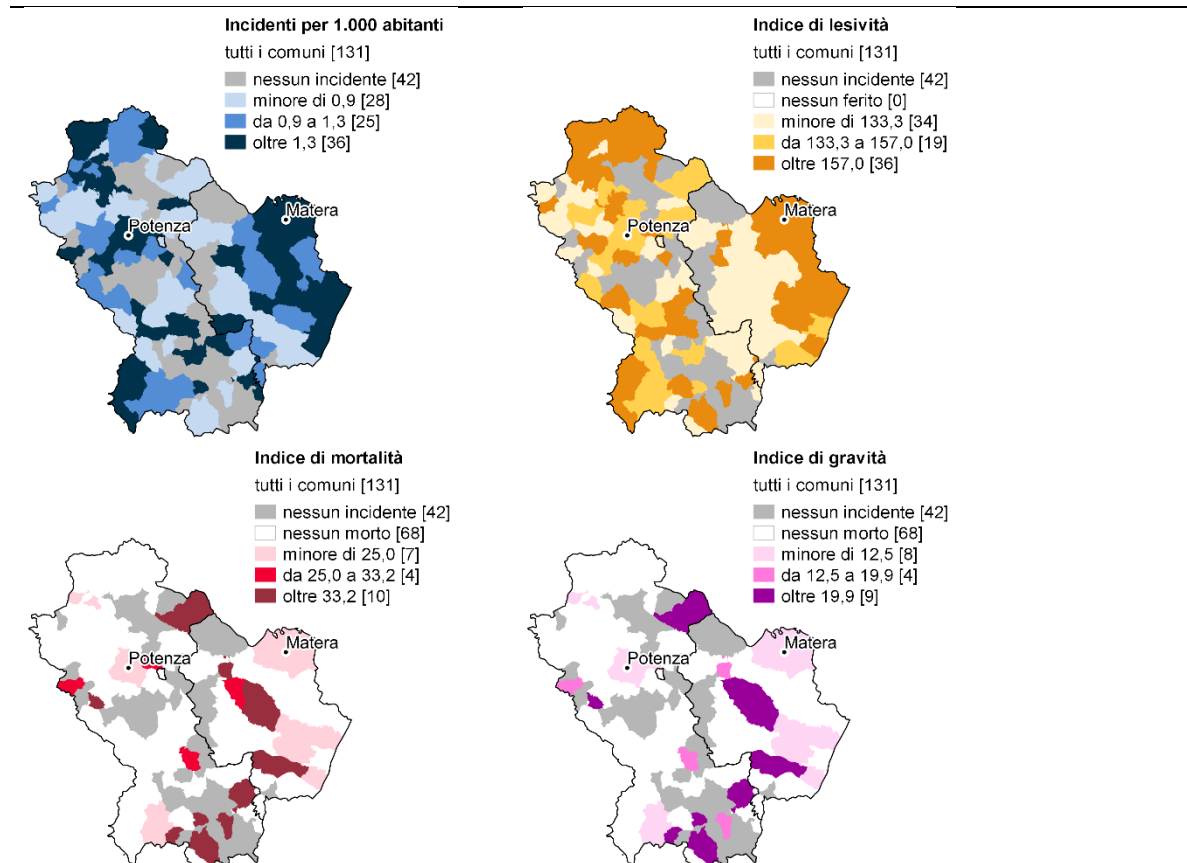 Incidenti per 1.000 abitanti
tutti i comuni [131]
nessun incidente [42]
minore di 0,9 [28]
da 0,9 a 1,3 [25]
oltre 1,3 [36]
Matera
Potenza
Indice di lesività
tutti i comuni [131]
nessun incidente [42]
nessun ferito [0]
minore di 133,3 [34]
da 133,3 a 157,0 [19]
oltre 157,0 [36]
Matera
Potenza
Indice di mortalità
tutti i comuni [131]
nessun incidente [42]
nessun morto [68]
minore di 25,0 [7]
da 25,0 a 33,2 [4]
oltre 33,2 [10]
Matera
Potenza
Indice di gravità
tutti i comuni [131]
nessun incidente [42]
nessun morto [68]
minore di 12,5 [8]
da 12,5 a 19,9 [4]
oltre 19,9 [9]
Matera
Potenza